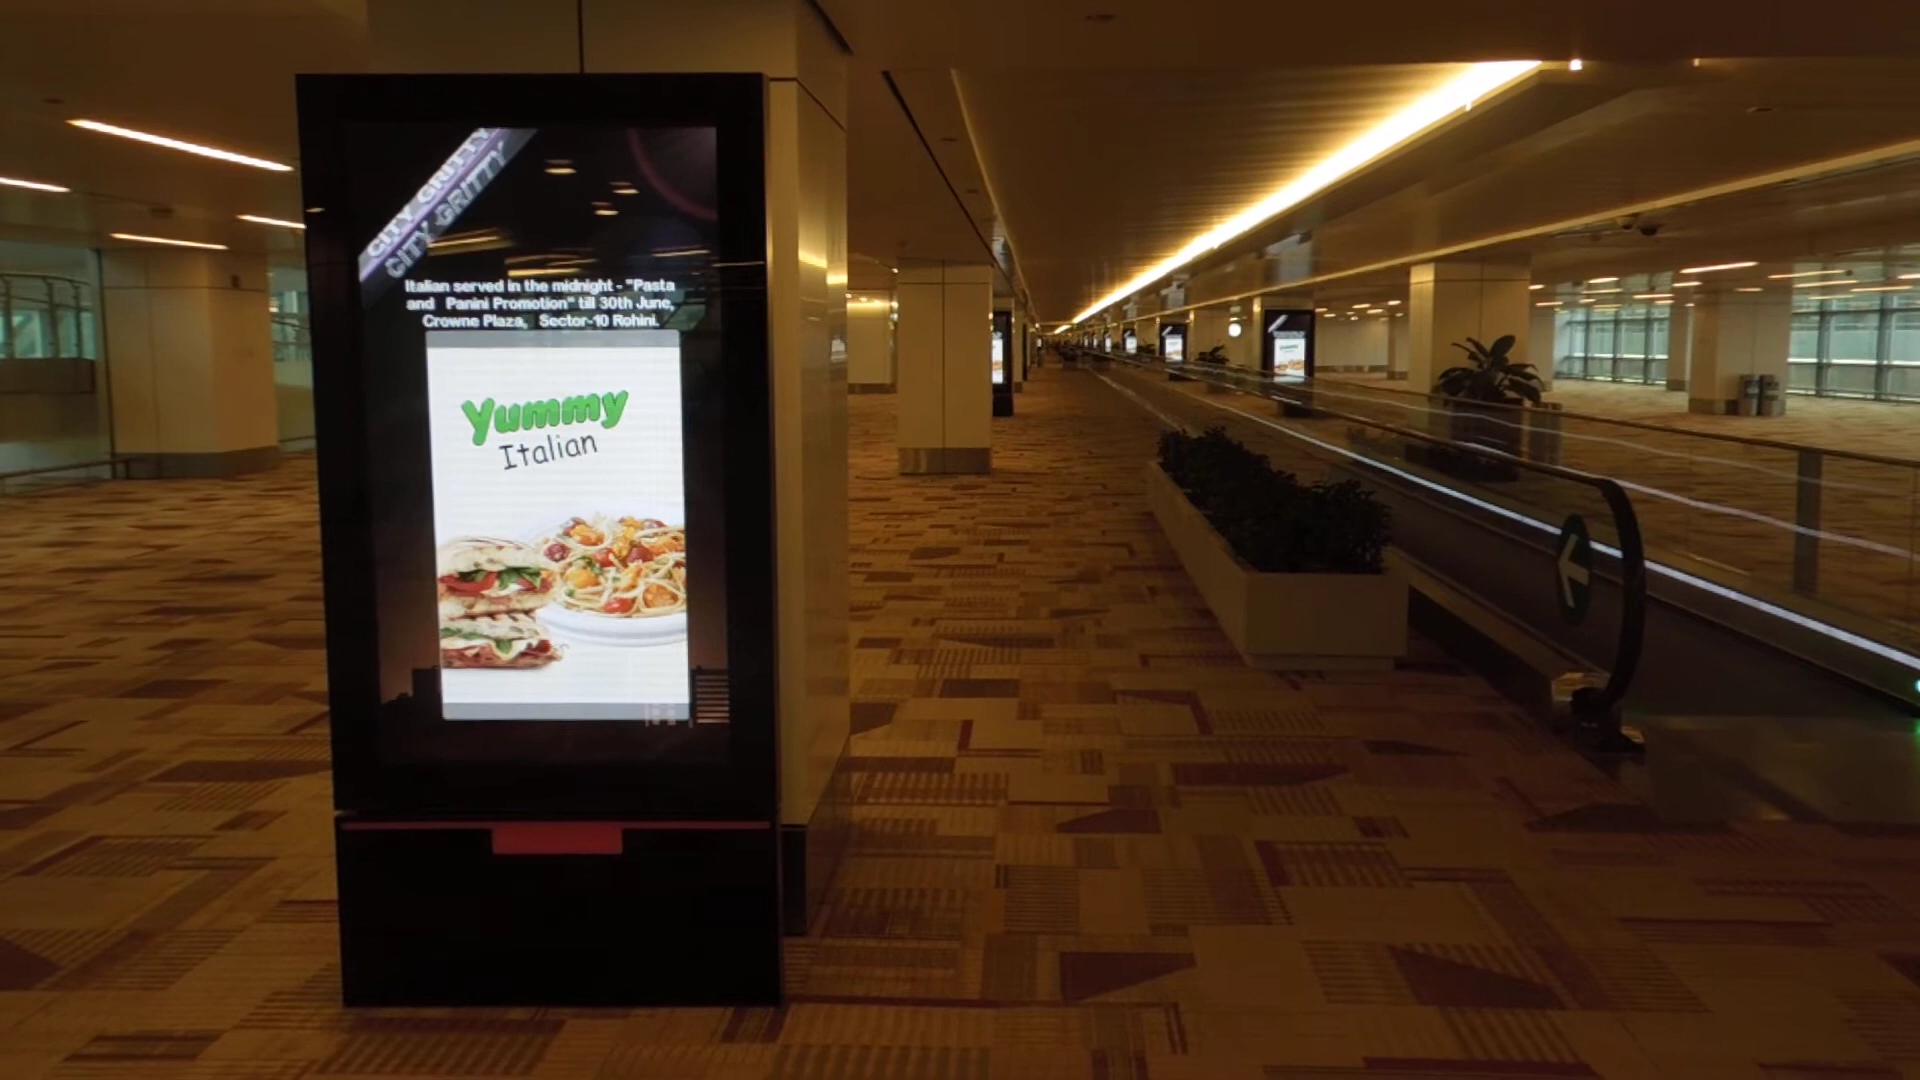 CITY GRITTY
CITY GRITTY
Italian served in the midnight - "Pasta
and Panini Promotion" till 30th June,
Crowne Plaza, Sector-10 Rohini.
Yummy
Italian